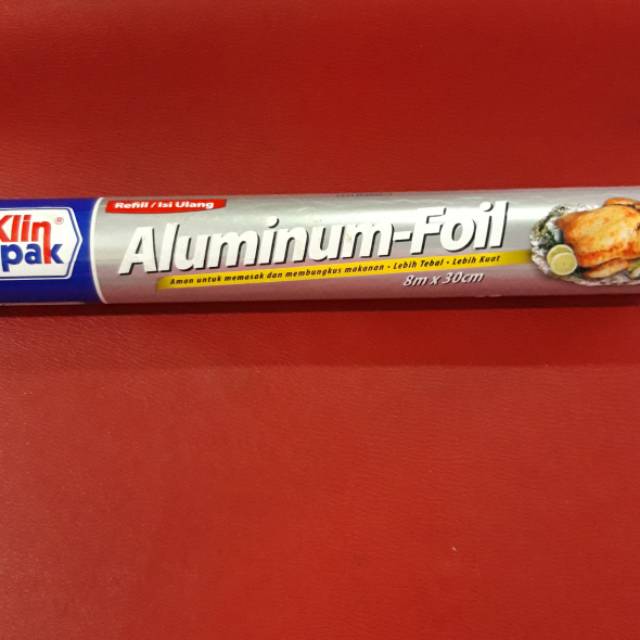 Klin®
pak
Refill / Isi Ulang
Aluminum-Foil
Aman untuk memasak dan membungkus makanan - Lebih Tebal - Lebih Kuat
8m x 30cm